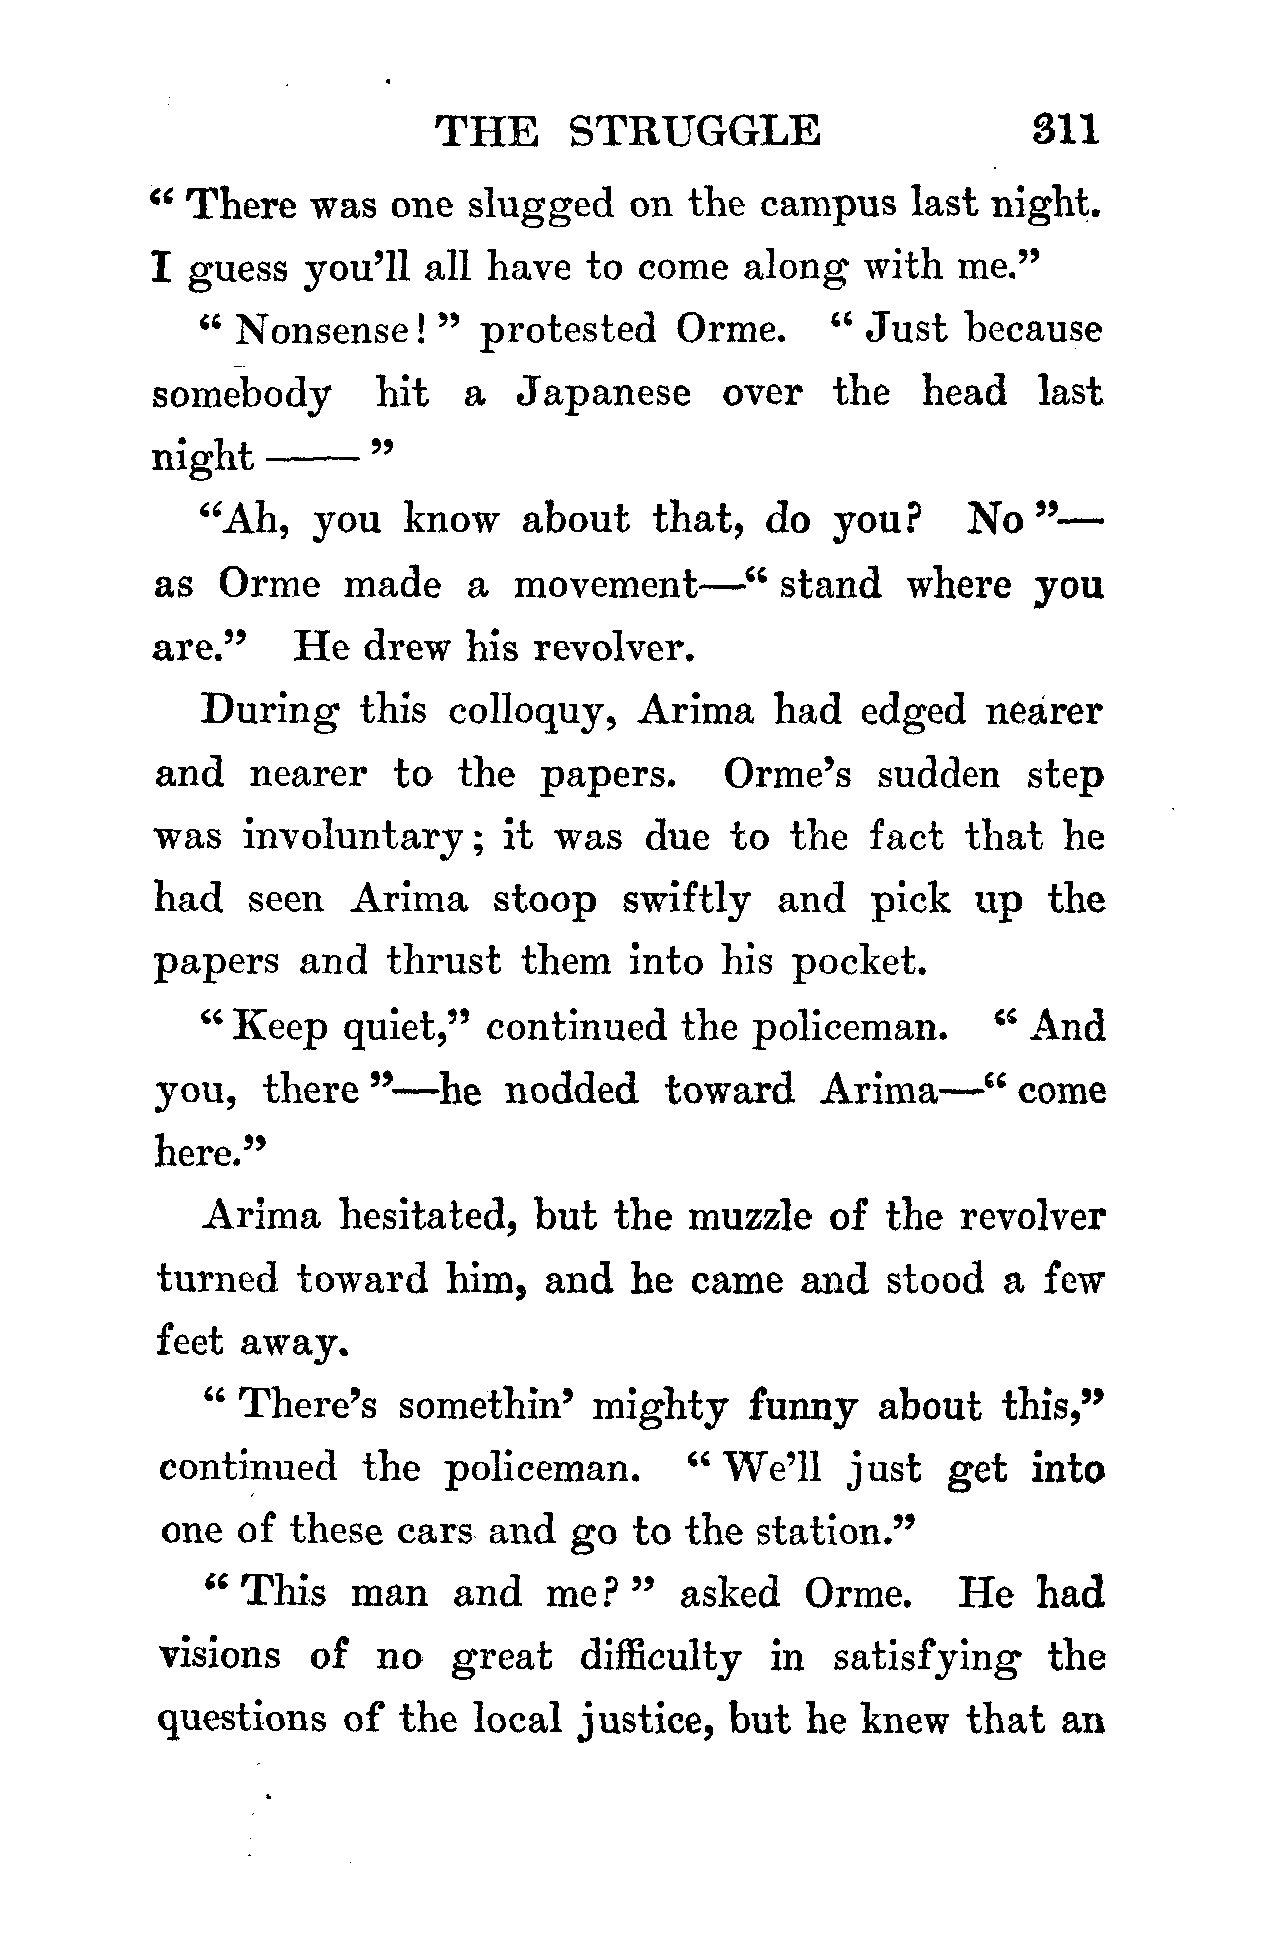 THE STRUGGLE 311
“ There was one slugged on the campus last night.
I guess you’ll all have to come along with me.”
“ Nonsense! ” protested Orme. “ Just because
somebody hit a Japanese over the head last
night —— ”
“Ah, you know about that, do you? No ”—
as Orme made a movement—“ stand where you
are.” He drew his revolver.
During this colloquy, Arima had edged nearer
and nearer to the papers. Orme’s sudden step
was involuntary; it was due to the fact that he
had seen Arima stoop swiftly and pick up the
papers and thrust them into his pocket.
“ Keep quiet,” continued the policeman. “ And
you, there ”—he nodded toward Arima—“ come
here.”
Arima hesitated, but the muzzle of the revolver
turned toward him, and he came and stood a few
feet away.
“ There’s somethin’ mighty funny about this,”
continued the policeman. “ We’ll just get into
one of these cars and go to the station.”
“ This man and me? ” asked Orme. He had
visions of no great difficulty in satisfying the
questions of the local justice, but he knew that an